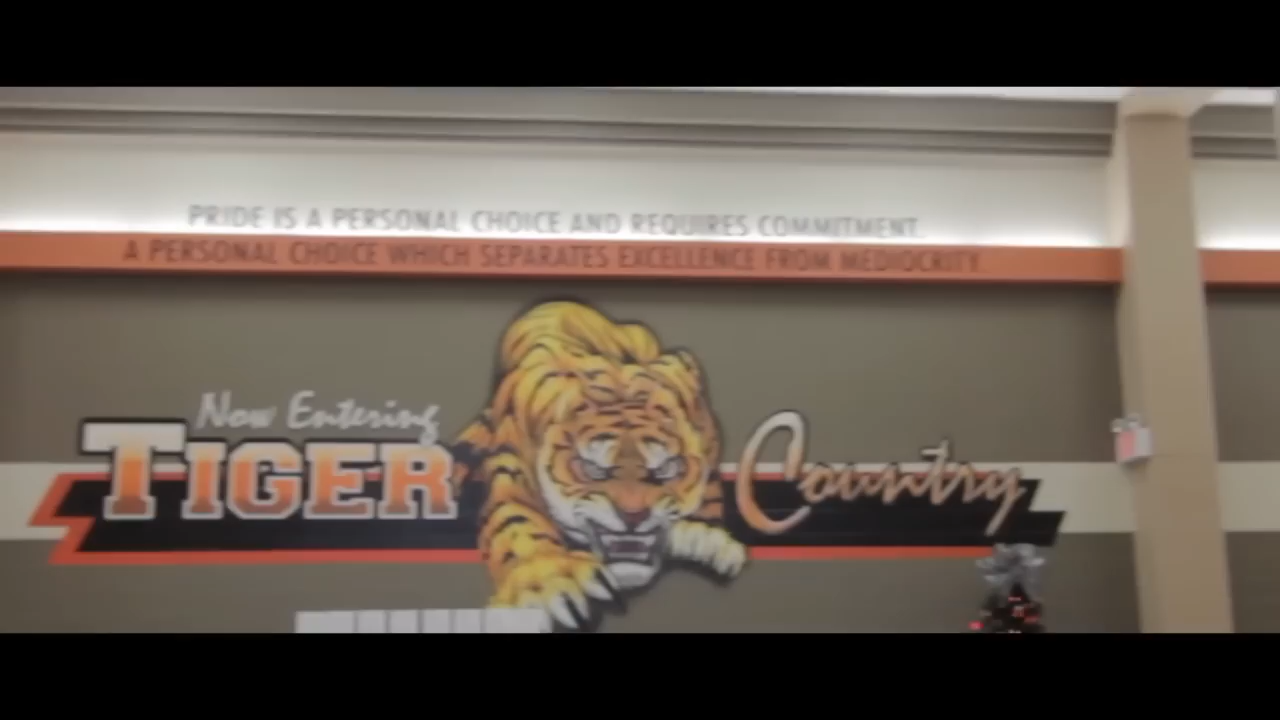 PRIDE IS A PERSONAL CHOICE AND REQUIRES COMMITMENT.
A PERSONAL CHOICE WHICH SEPARATES EXCELLENCE FROM MEDIOCRITY.
Now Entering
TIGER Country